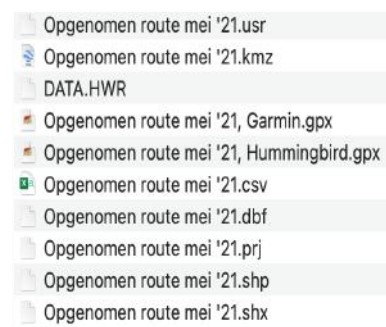 Opgenomen route mei '21.usr
Opgenomen route mei '21.kmz
DATA.HWR
Opgenomen route mei '21, Garmin.gpx
Opgenomen route mei '21, Hummingbird.gpx
Opgenomen route mei '21.csv
Opgenomen route mei '21.dbf
Opgenomen route mei '21.prj
Opgenomen route mei '21.shp
Opgenomen route mei '21.shx